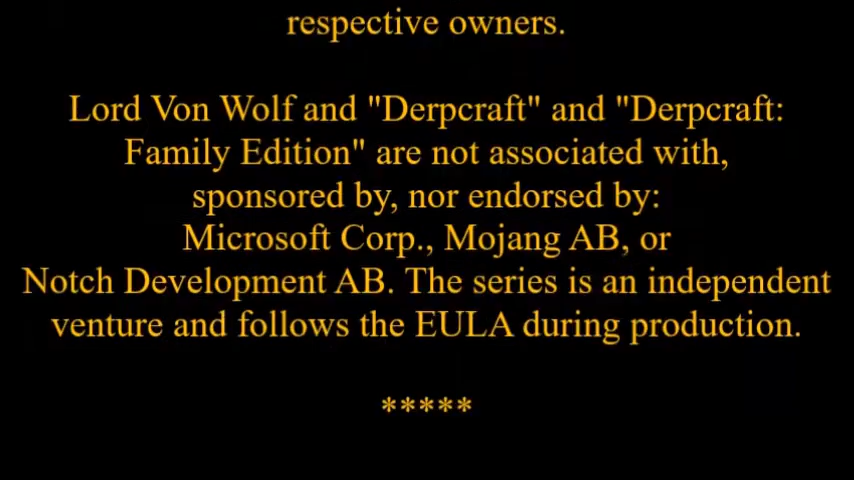 respective owners.
Lord Von Wolf and "Derpcraft" and "Derpcraft:
Family Edition" are not associated with,
sponsored by, nor endorsed by:
Microsoft Corp., Mojang AB, or
Notch Development AB. The series is an independent
venture and follows the EULA during production.
*****